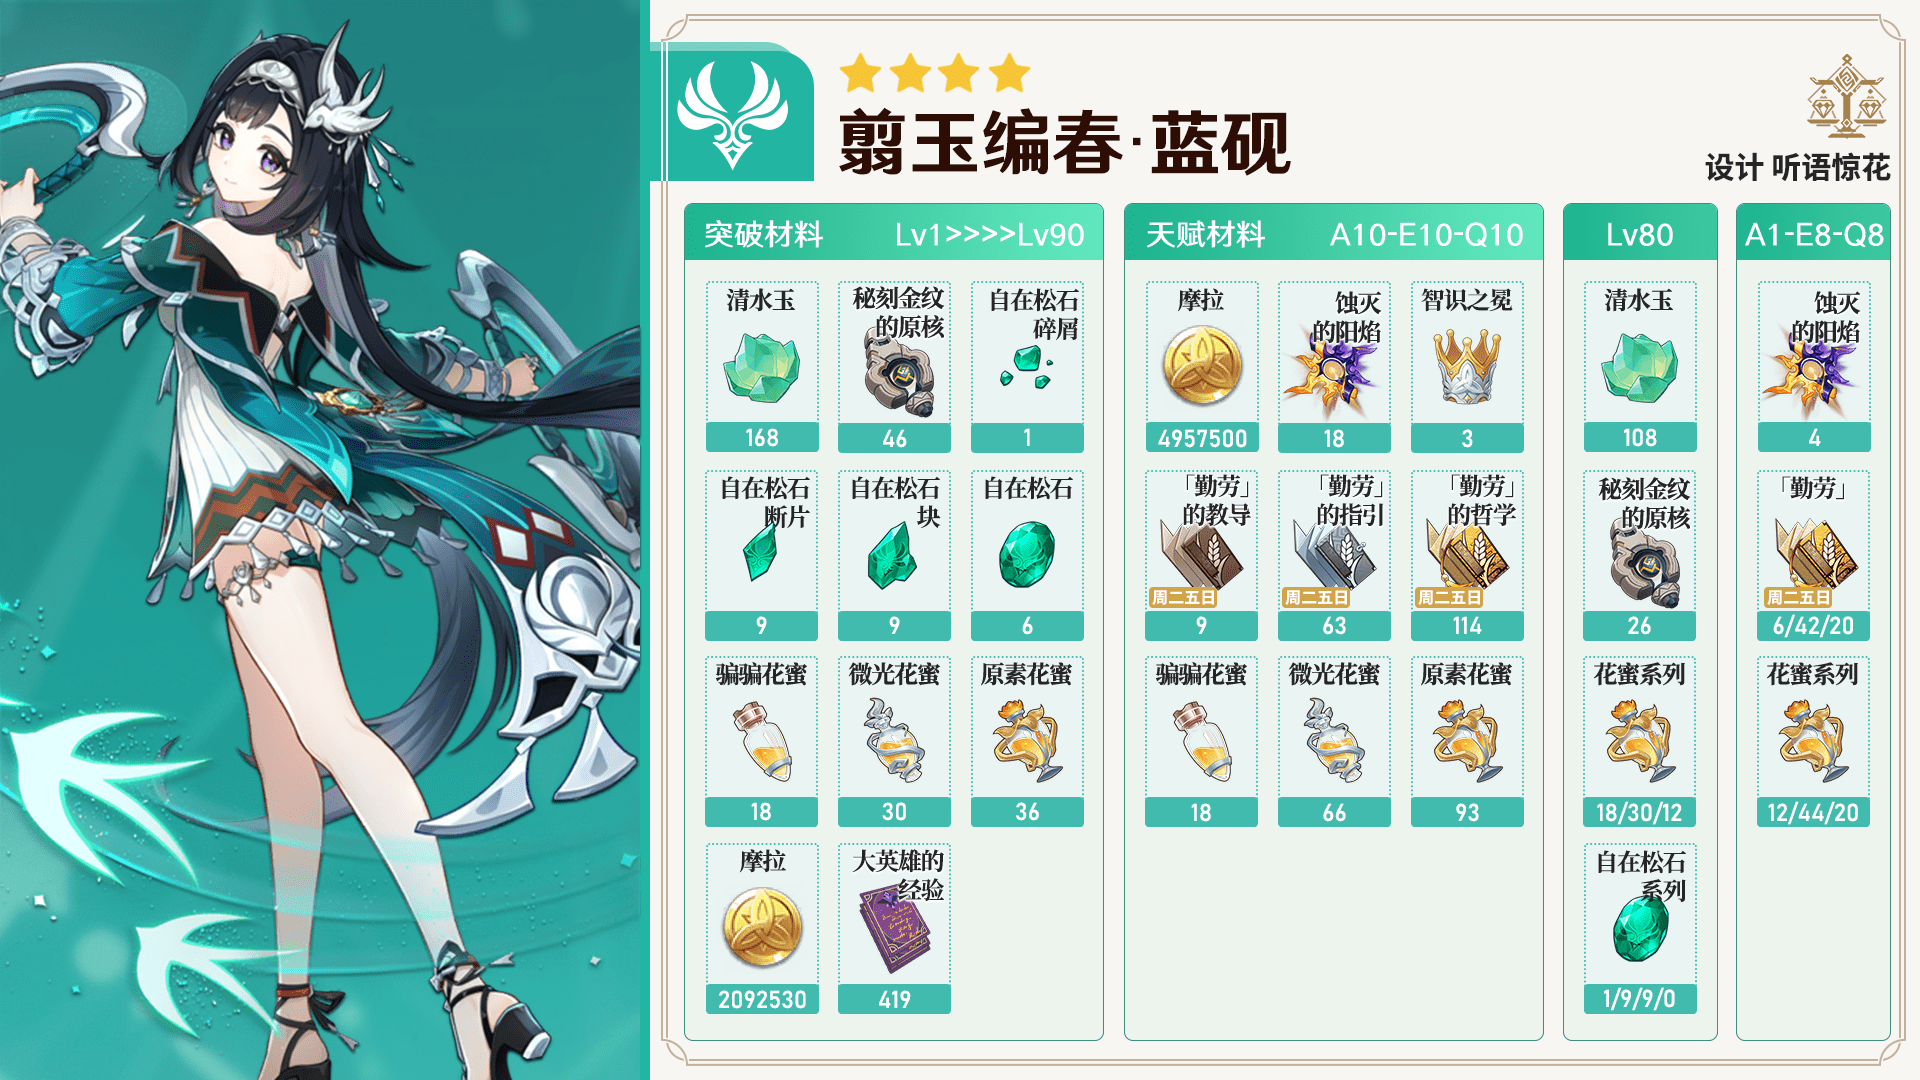 翦玉编春·蓝砚
设计 听语惊花
突破材料 Lv1>>>>Lv90
清水玉
168
秘刻金纹
的原核
46
自在松石
碎屑
1
自在松石
断片
9
自在松石
块
9
自在松石
6
骗骗花蜜
18
微光花蜜
30
原素花蜜
36
摩拉
2092530
大英雄的
经验
419
天赋材料 A10-E10-Q10
摩拉
4957500
蚀灭
的阳焰
18
智识之冕
3
「勤劳」
的教导
周二五日
9
「勤劳」
的指引
周二五日
63
「勤劳」
的哲学
周二五日
114
骗骗花蜜
18
微光花蜜
66
原素花蜜
93
Lv80
清水玉
108
秘刻金纹
的原核
26
花蜜系列
18/30/12
自在松石
系列
1/9/9/0
A1-E8-Q8
蚀灭
的阳焰
4
「勤劳」
周二五日
6/42/20
花蜜系列
12/44/20